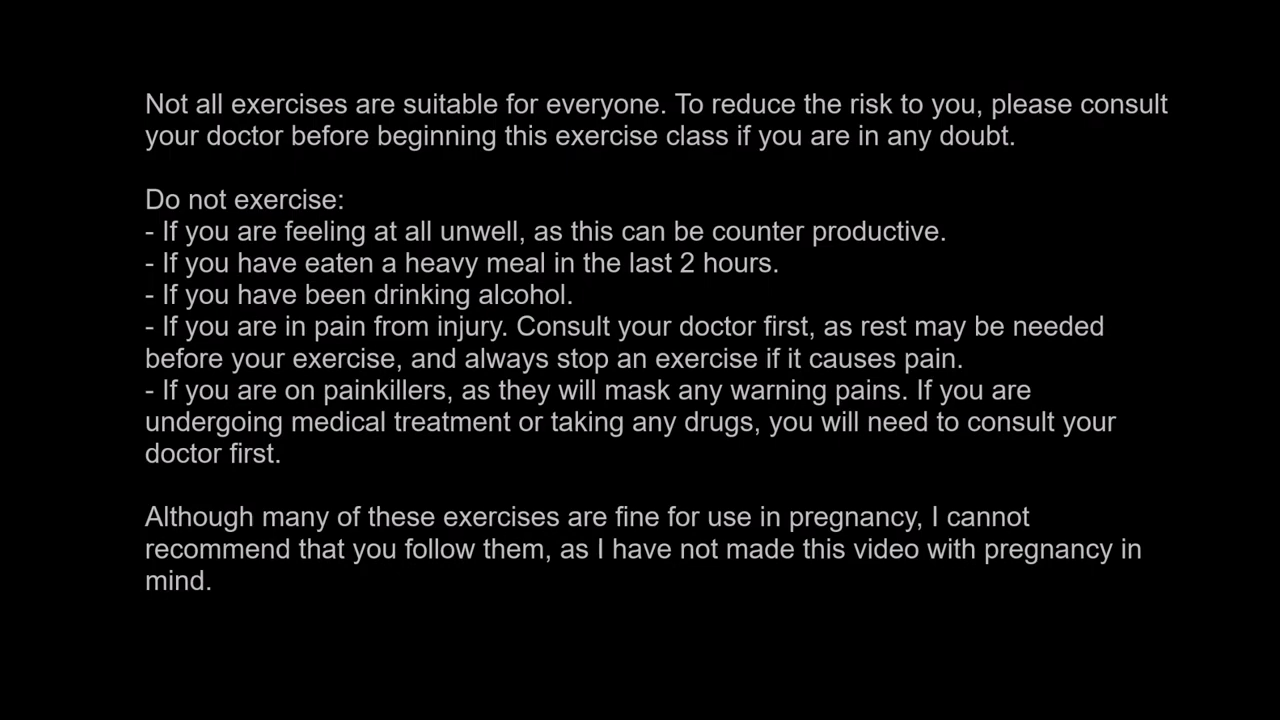 Not all exercises are suitable for everyone. To reduce the risk to you, please consult
your doctor before beginning this exercise class if you are in any doubt.
Do not exercise:
- If you are feeling at all unwell, as this can be counter productive.
- If you have eaten a heavy meal in the last 2 hours.
- If you have been drinking alcohol.
- If you are in pain from injury. Consult your doctor first, as rest may be needed
before your exercise, and always stop an exercise if it causes pain.
- If you are on painkillers, as they will mask any warning pains. If you are
undergoing medical treatment or taking any drugs, you will need to consult your
doctor first.
Although many of these exercises are fine for use in pregnancy, I cannot
recommend that you follow them, as I have not made this video with pregnancy in
mind.